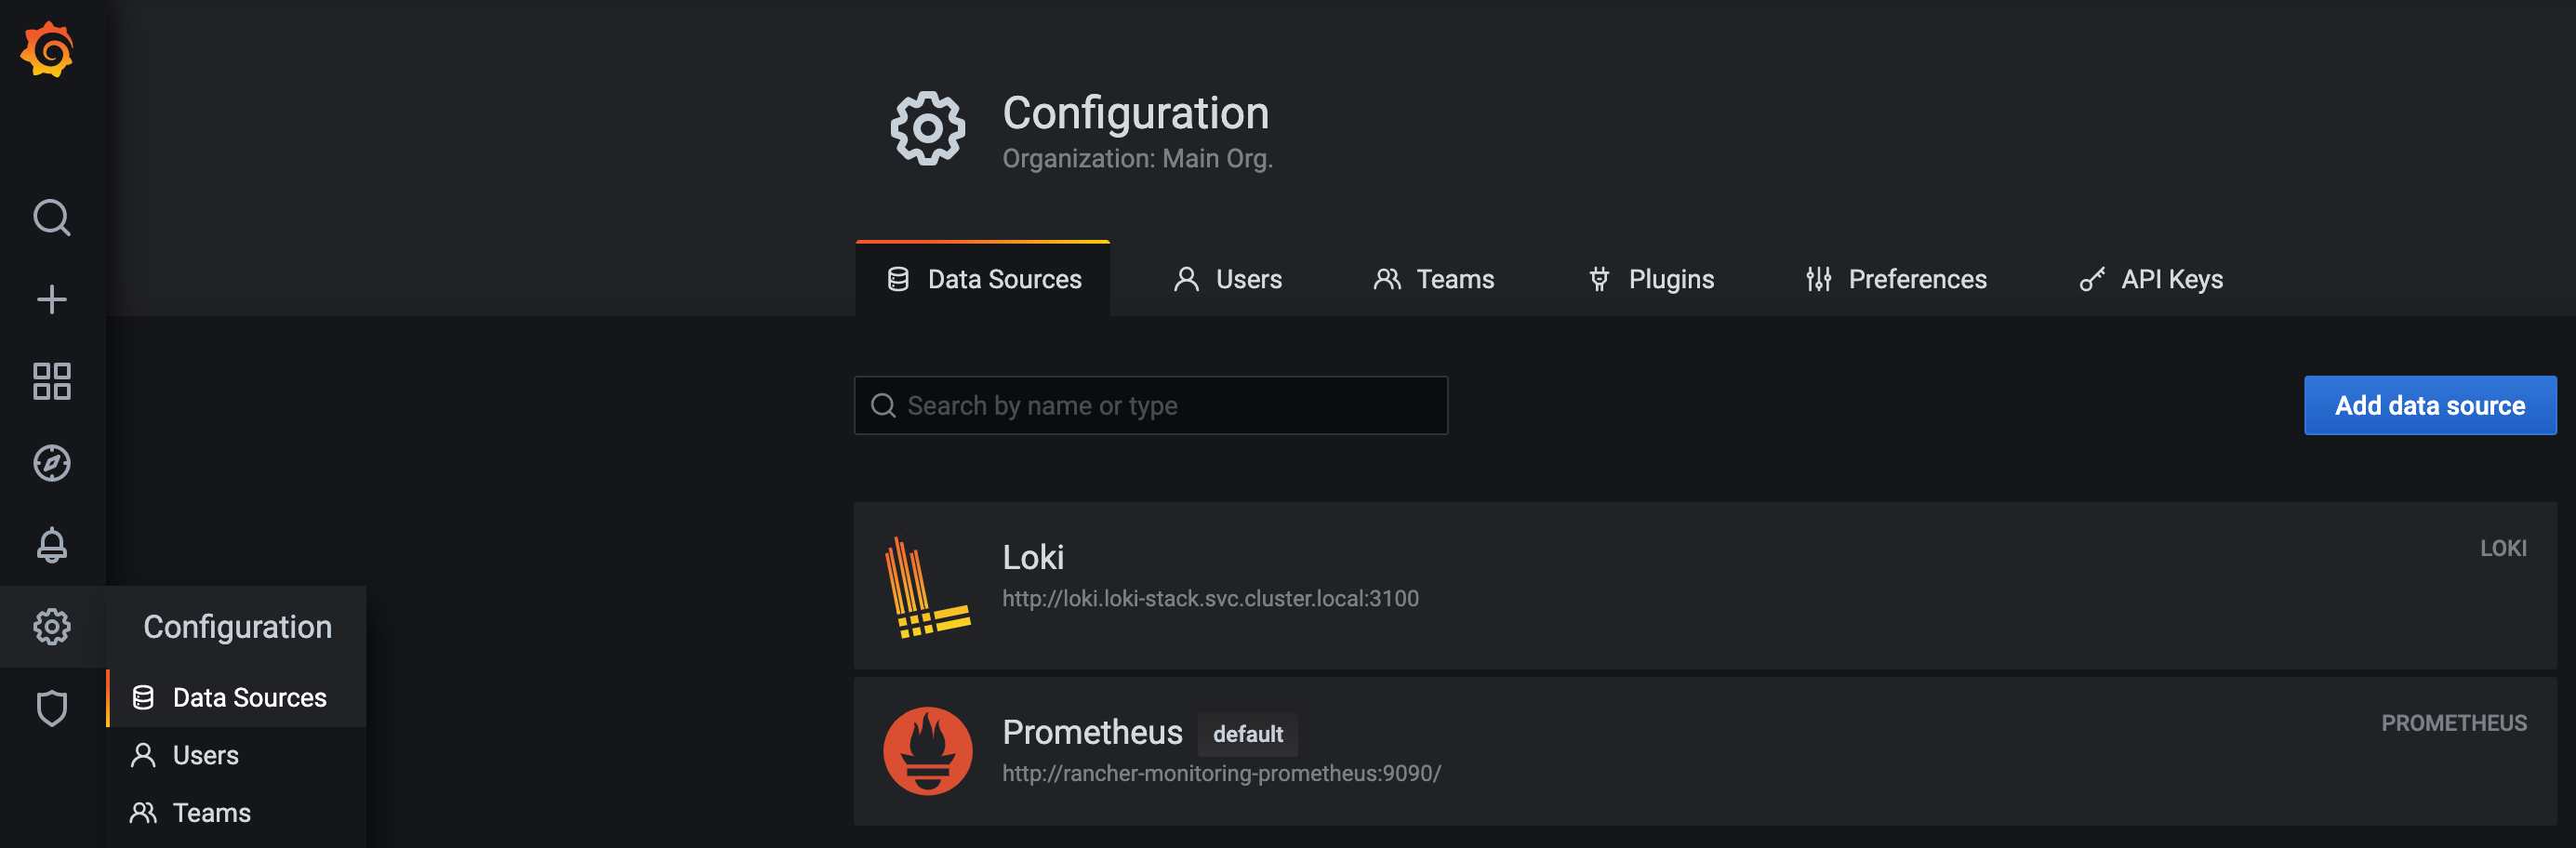 Configuration
Organization: Main Org.
Data Sources
Users
Teams
Plugins
Preferences
API Keys
Search by name or type
Add data source
Loki
http://loki.loki-stack.svc.cluster.local:3100
LOKI
Prometheus default
http://rancher-monitoring-prometheus:9090/
PROMETHEUS
Configuration
Data Sources
Users
Teams